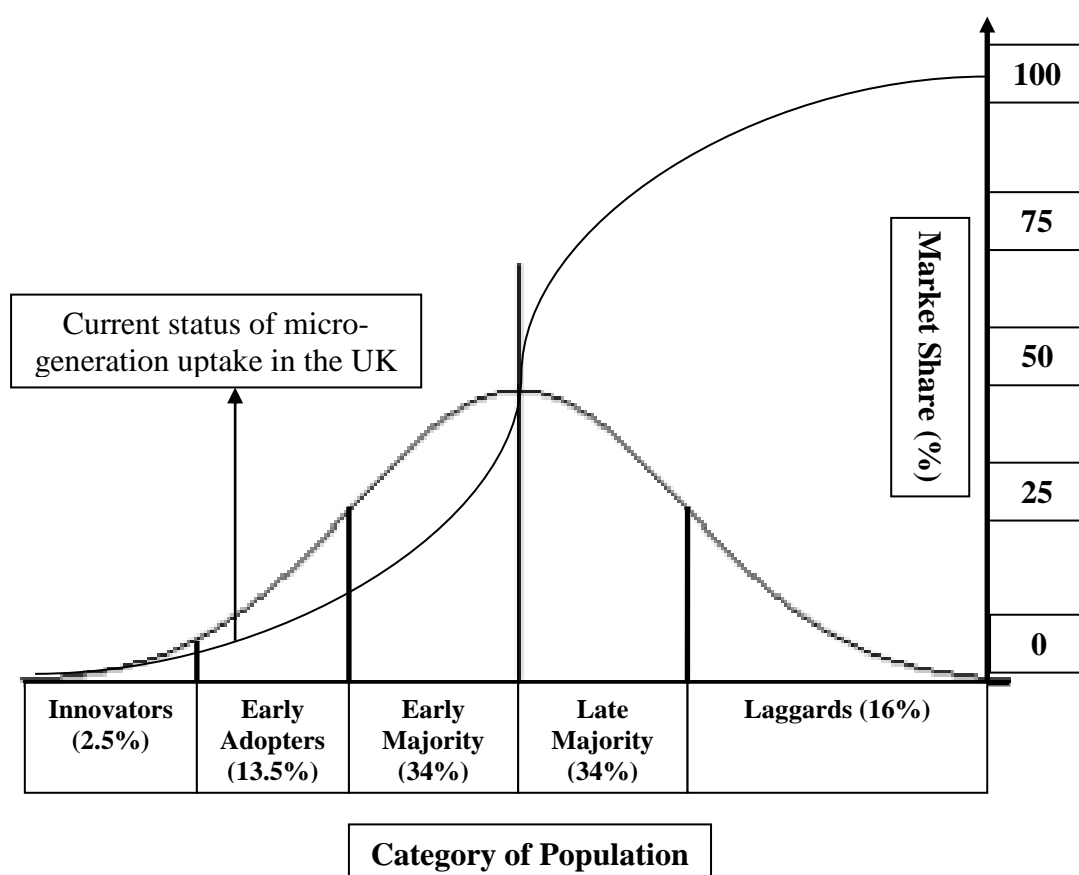 100
75
Market Share (%)
50
25
0
Current status of micro-
generation uptake in the UK
Innovators
(2.5%)
Early
Adopters
(13.5%)
Early
Majority
(34%)
Late
Majority
(34%)
Laggards (16%)
Category of Population